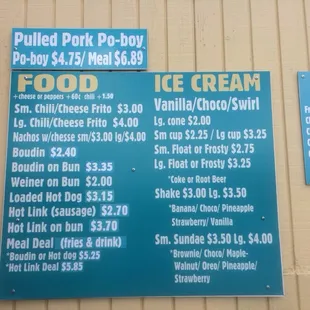 Pulled Pork Po-boy
Po-boy $4.75/ Meal $6.89
FOOD
+cheese or peppers +60¢ chili +1.50
Sm. Chili/Cheese Frito $3.00
Lg. Chili/Cheese Frito $4.00
Nachos w/chesse sm/$3.00 lg/$4.00
Boudin $2.40
Boudin on Bun $3.35
Weiner on Bun $2.00
Loaded Hot Dog $3.15
Hot Link (sausage) $2.70
Hot Link on bun $3.70
Meal Deal (fries & drink)
*Boudin or Hot dog $5.25
*Hot Link Deal $5.85
ICE CREAM
Vanilla/Choco/Swirl
Lg. cone $2.00
Sm cup $2.25 / Lg cup $3.25
Sm. Float or Frosty $2.75
Lg. Float or Frosty $3.25
*Coke or Root Beer
Shake $3.00 Lg. $3.50
*Banana/ Choco/ Pineapple
Strawberry/ Vanilla
Sm. Sundae $3.50 Lg. $4.00
*Brownie/ Choco/ Maple-
Walnut/ Oreo/ Pineapple/
Strawberry